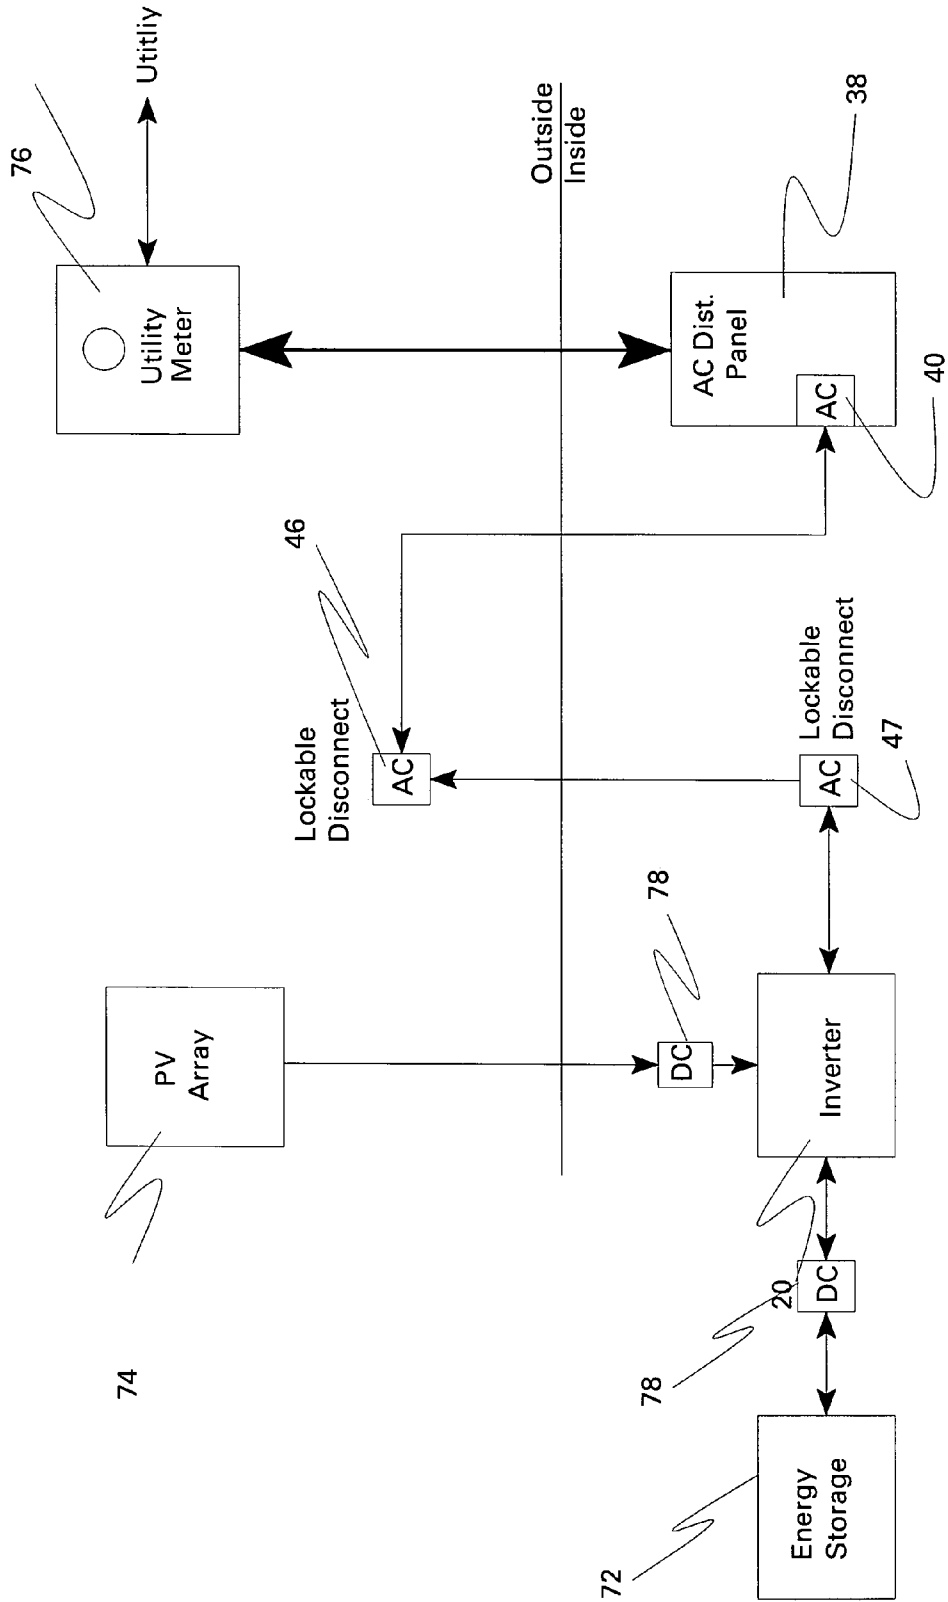 76
Utitliy
Utility
Meter
Outside
Inside
38
AC Dist.
Panel
AC
40
46
Lockable
Disconnect
AC
Lockable
Disconnect
AC
47
78
DC
PV
Array
74
Inverter
20
DC
78
Energy
Storage
72